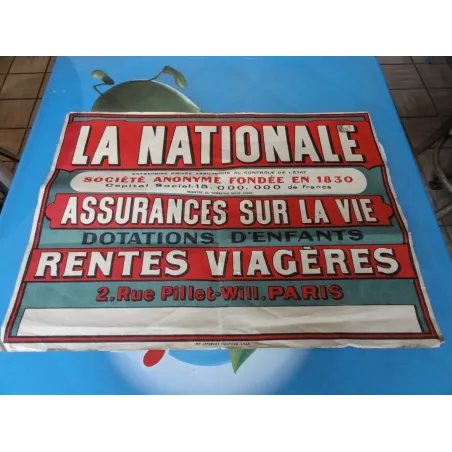 LA NATIONALE
ENTREPRISE PRIVÉE ASSUJETTIE AU CONTRÔLE DE L'ÉTAT
SOCIÉTÉ ANONYME FONDÉE EN 1830
Capital Social: 15.000.000 de francs
ASSURANCES SUR LA VIE
DOTATIONS D'ENFANTS
RENTES VIAGÈRES
2, Rue Pillet-Will, PARIS